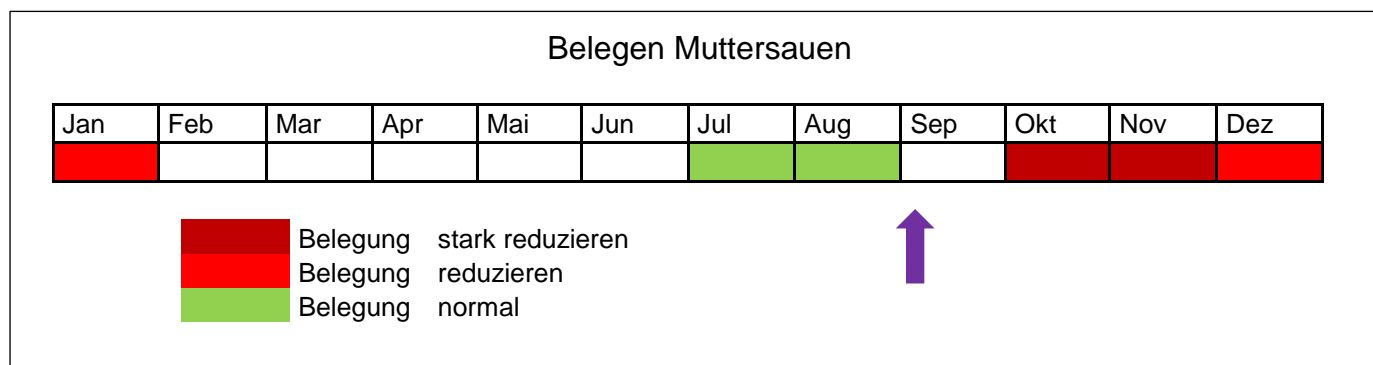 Belegen Muttersauen
Jan Feb Mar Apr Mai Jun Jul Aug Sep Okt Nov Dez
Belegung stark reduzieren
Belegung reduzieren
Belegung normal